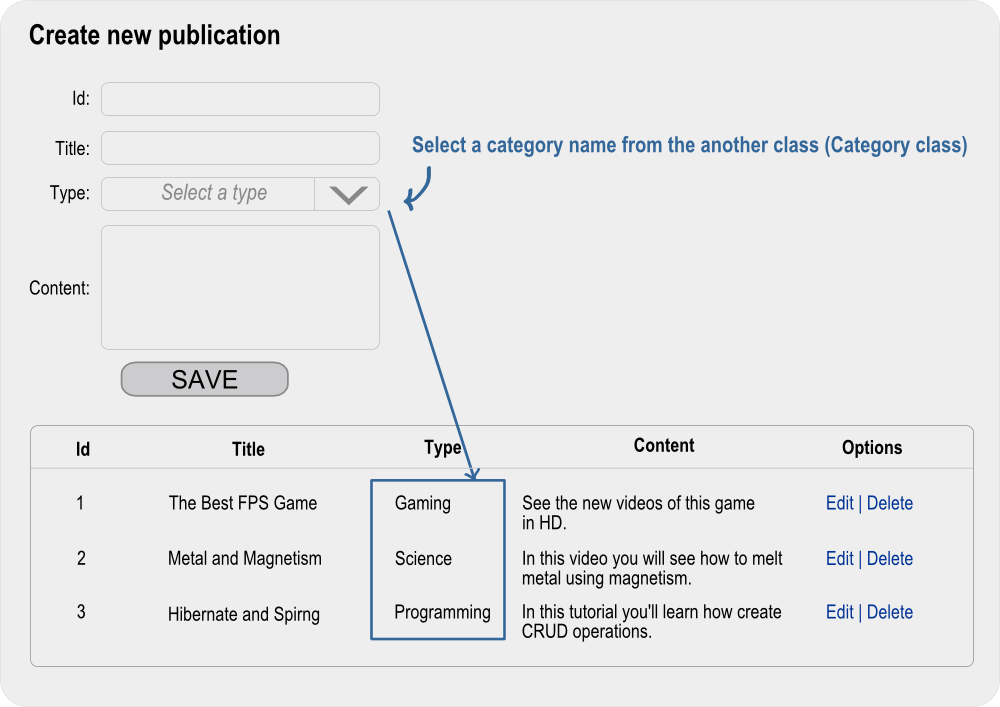 Create new publication
Id:
Title:
Select a category name from the another class (Category class)
Type: Select a type
Content:
SAVE
Id Title Type Content Options
1 The Best FPS Game Gaming See the new videos of this game Edit | Delete
in HD.
2 Metal and Magnetism Science In this video you will see how to melt Edit | Delete
metal using magnetism.
3 Hibernate and Spirng Programming In this tutorial you'll learn how create Edit | Delete
CRUD operations.